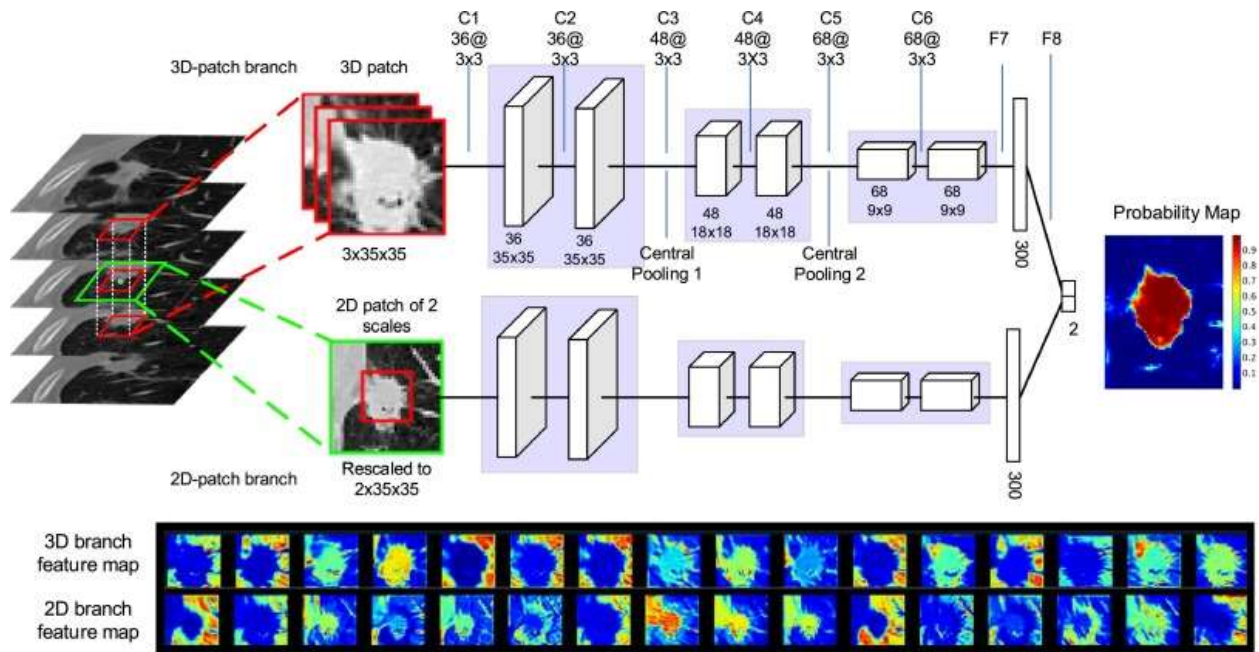 C1
36@
3x3
C2
36@
3x3
C3
48@
3x3
C4
48@
3X3
C5
68@
3x3
C6
68@
3x3
F7
F8
3D-patch branch
3D patch
3x35x35
36
35x35
36
35x35
Central
Pooling 1
48
18x18
48
18x18
Central
Pooling 2
68
9x9
68
9x9
300
2
Probability Map
0.9
0.8
0.7
0.6
0.5
0.4
0.3
0.2
0.1
2D patch of 2
scales
Rescaled to
2x35x35
2D-patch branch
300
3D branch
feature map
2D branch
feature map